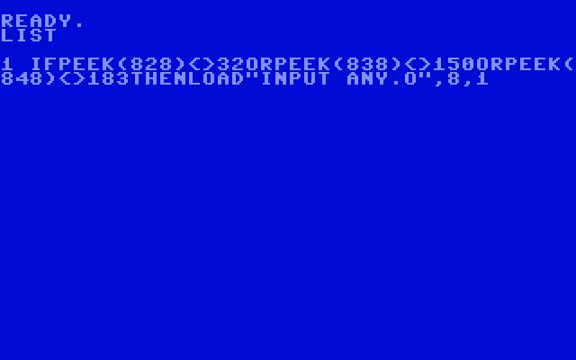 READY.
LIST
1 IFPEEK(828)<>32ORPEEK(838)<>150ORPEEK(
848)<>183THENLOAD"INPUT ANY.O",8,1